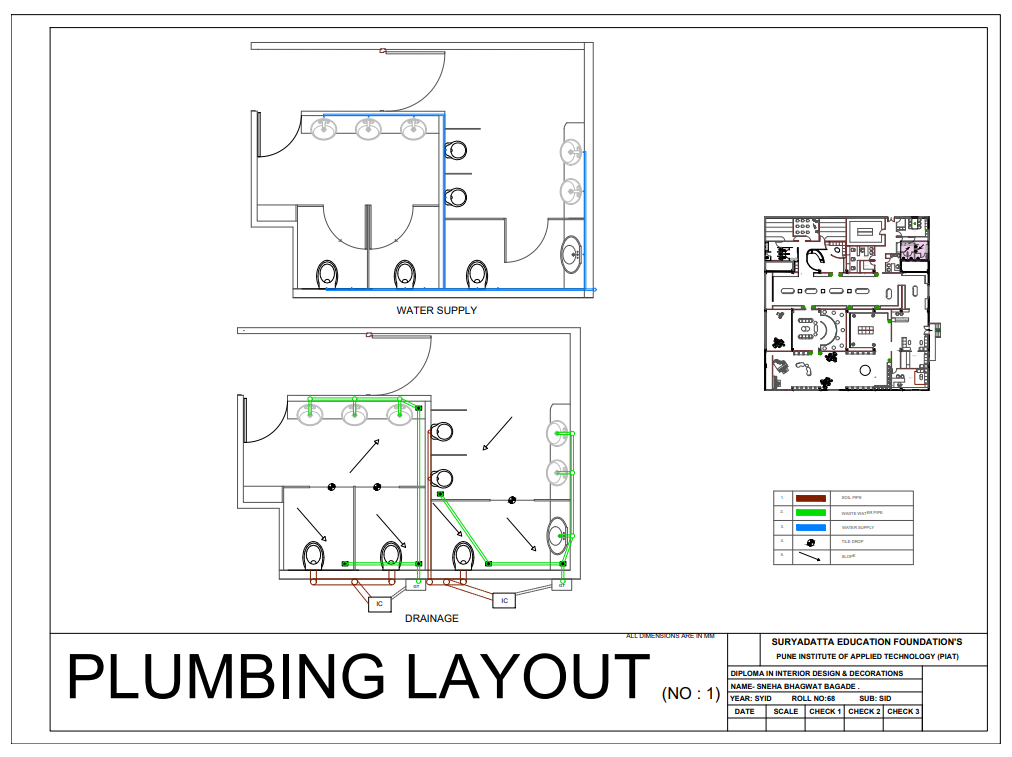 WATER SUPPLY
1. SOIL PIPE
2. WASTE WATER PIPE
3. WATER SUPPLY
4. TILE DROP
5. SLOPE
GT
GT
IC
IC
DRAINAGE
ALL DIMENSIONS ARE IN MM
PLUMBING LAYOUT (NO : 1)
SURYADATTA EDUCATION FOUNDATION'S
PUNE INSTITUTE OF APPLIED TECHNOLOGY (PIAT)
DIPLOMA IN INTERIOR DESIGN & DECORATIONS
NAME- SNEHA BHAGWAT BAGADE .
YEAR: SYID ROLL NO:68 SUB: SID
DATE SCALE CHECK 1 CHECK 2 CHECK 3